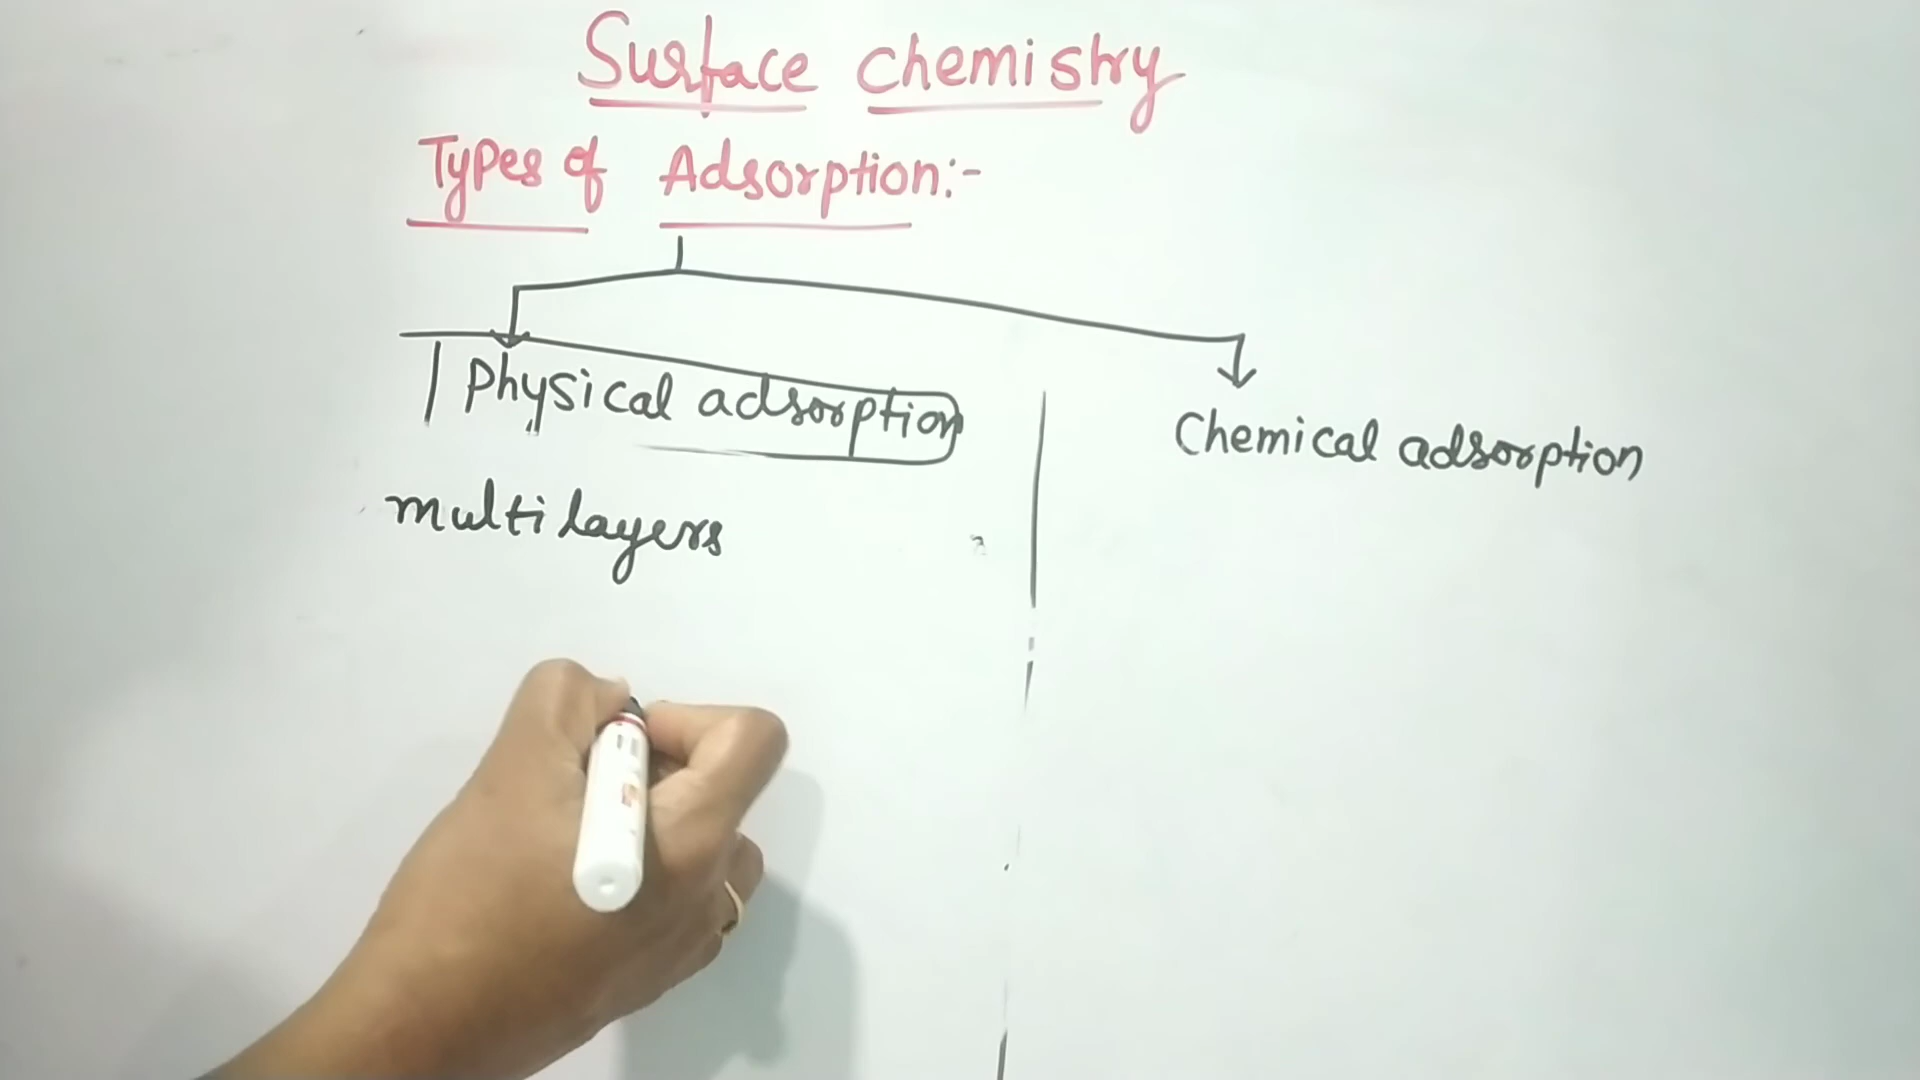 Surface Chemistry
Types of Adsorption:-
Physical adsorption
Chemical adsorption
multilayers